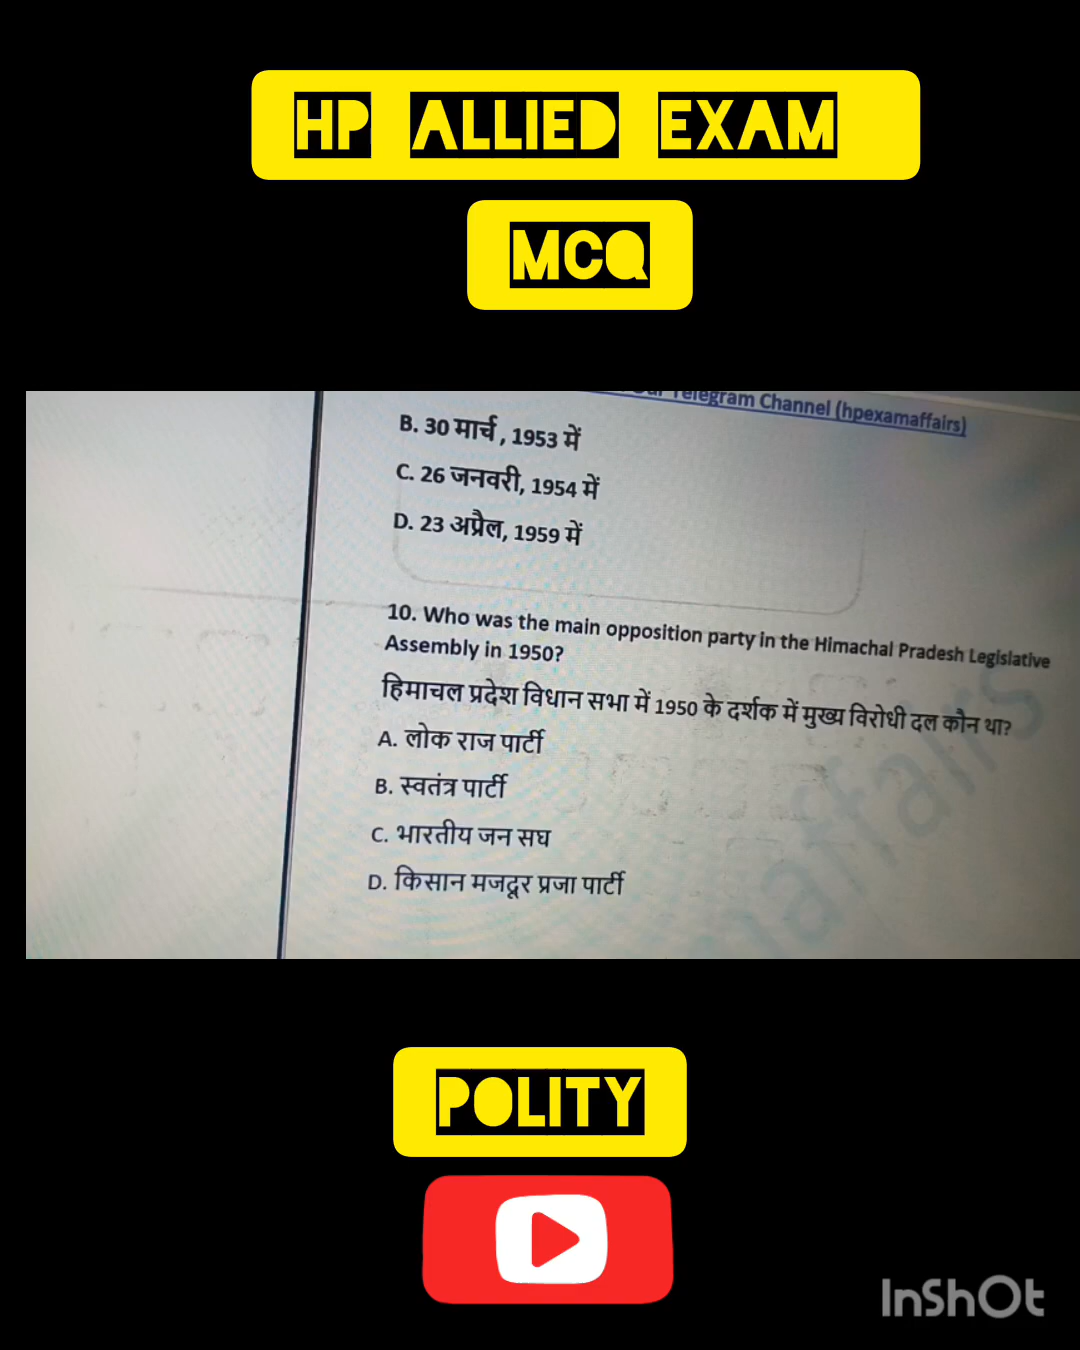 HP ALLIED EXAM
MCQ
Telegram Channel (hpexamaffairs)
B. 30 मार्च , 1953 में
C. 26 जनवरी, 1954 में
D. 23 अप्रैल, 1959 में
10. Who was the main opposition party in the Himachal Pradesh Legislative
Assembly in 1950?
हिमाचल प्रदेश विधान सभा में 1950 के दर्शक में मुख्य विरोधी दल कौन था?
A. लोक राज पार्टी
B. स्वतंत्र पार्टी
C. भारतीय जन सघ
D. किसान मजदूर प्रजा पार्टी
POLITY
InShOt